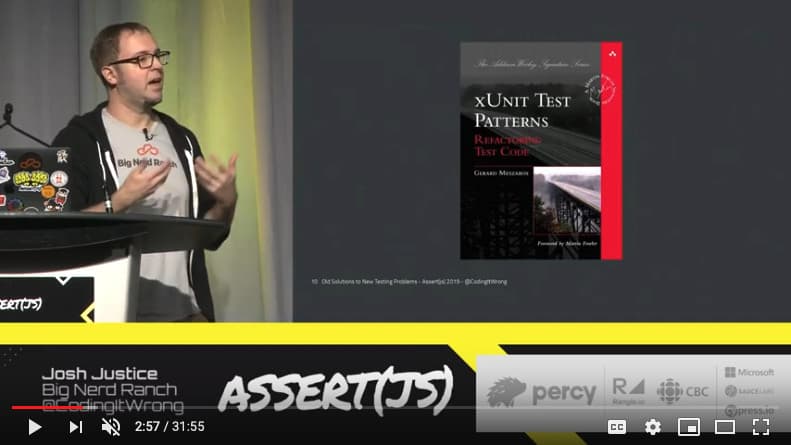 Big Nerd Ranch
The Addison Wesley Signature Series
xUnit Test
Patterns
Refactoring
Test Code
Gerard Meszaros
Foreword by Martin Fowler
10 Old Solutions to New Testing Problems - Assert(js) 2019 - @CodingItWrong
ERT(JS)
Josh Justice
Big Nerd Ranch
@CodingItWrong
ASSERT(JS)
percy
Rangle.io
CBC
Microsoft
SAUCELABS
press.io
2:57 / 31:55
CC